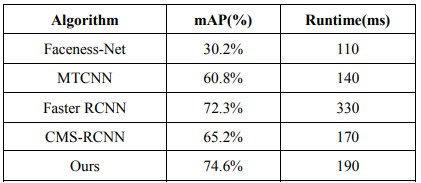 Algorithm mAP(%) Runtime(ms)
Faceness-Net 30.2% 110
MTCNN 60.8% 140
Faster RCNN 72.3% 330
CMS-RCNN 65.2% 170
Ours 74.6% 190